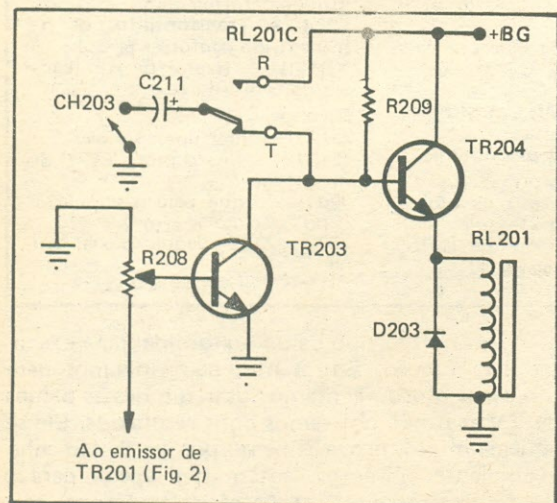 RL201C
+BG
R
C211
CH203
+
R209
T
TR204
RL201
R208
TR203
D203
Ao emissor de
TR201 (Fig. 2)